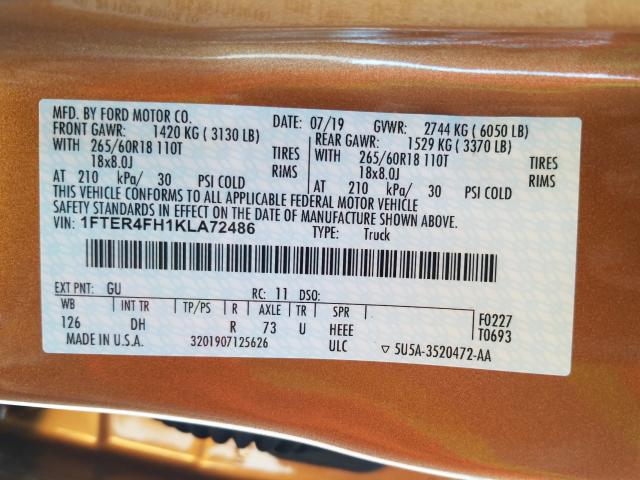 MFD. BY FORD MOTOR CO.
DATE: 07/19 GVWR: 2744 KG ( 6050 LB)
FRONT GAWR: 1420 KG ( 3130 LB)
WITH 265/60R18 110T TIRES
18x8.0J RIMS
AT 210 kPa/ 30 PSI COLD
REAR GAWR: 1529 KG ( 3370 LB)
WITH 265/60R18 110T TIRES
18x8.0J
AT 210 kPa/ 30 PSI COLD
THIS VEHICLE CONFORMS TO ALL APPLICABLE FEDERAL MOTOR VEHICLE
SAFETY STANDARDS IN EFFECT ON THE DATE OF MANUFACTURE SHOWN ABOVE.
VIN: 1FTER4FH1KLA72486
TYPE: Truck
EXT PNT: GU RC: 11 DSO:
WB INT TR TP/PS R AXLE TR SPR
126 DH R 73 U HEEE
ULC
F0227
T0693
MADE IN U.S.A. 3201907125626
▽ 5U5A-3520472-AA